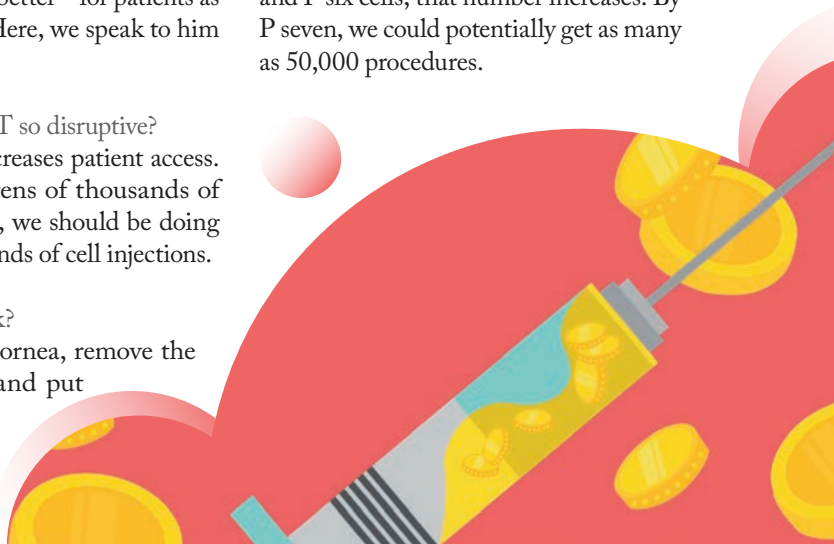 for patients as
Here, we speak to him
T so disruptive?
creases patient access.
tens of thousands of
, we should be doing
nds of cell injections.
k?
ornea, remove the
and put
and P six cells, that number increases. By
P seven, we could potentially get as many
as 50,000 procedures.